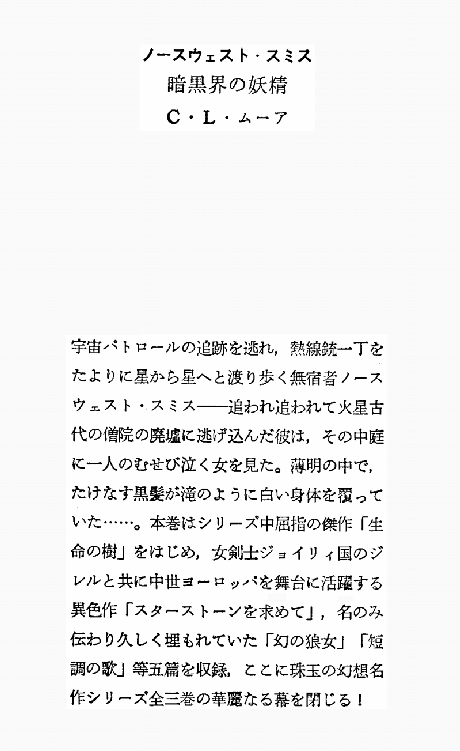 ノースウェスト・スミス
暗黒界の妖精
C・L・ムーア
宇宙パトロールの追跡を逃れ，熱線銃一丁を
たよりに星から星へと渡り歩く無宿者ノース
ウェスト・スミス――追われ追われて火星古
代の僧院の廃墟に逃げ込んだ彼は，その中庭
に一人のむせび泣く女を見た。薄明の中で，
たけなす黒髪が滝のように白い身体を覆って
いた……。本巻はシリーズ中屈指の傑作「生
命の樹」をはじめ，女剣士ジョイリィ国のジ
レルと共に中世ヨーロッパを舞台に活躍する
異色作「スターストーンを求めて」，名のみ
伝わり久しく埋もれていた「幻の狼女」「短
調の歌」等五篇を収録，ここに珠玉の幻想名
作シリーズ全三巻の華麗なる幕を閉じる！